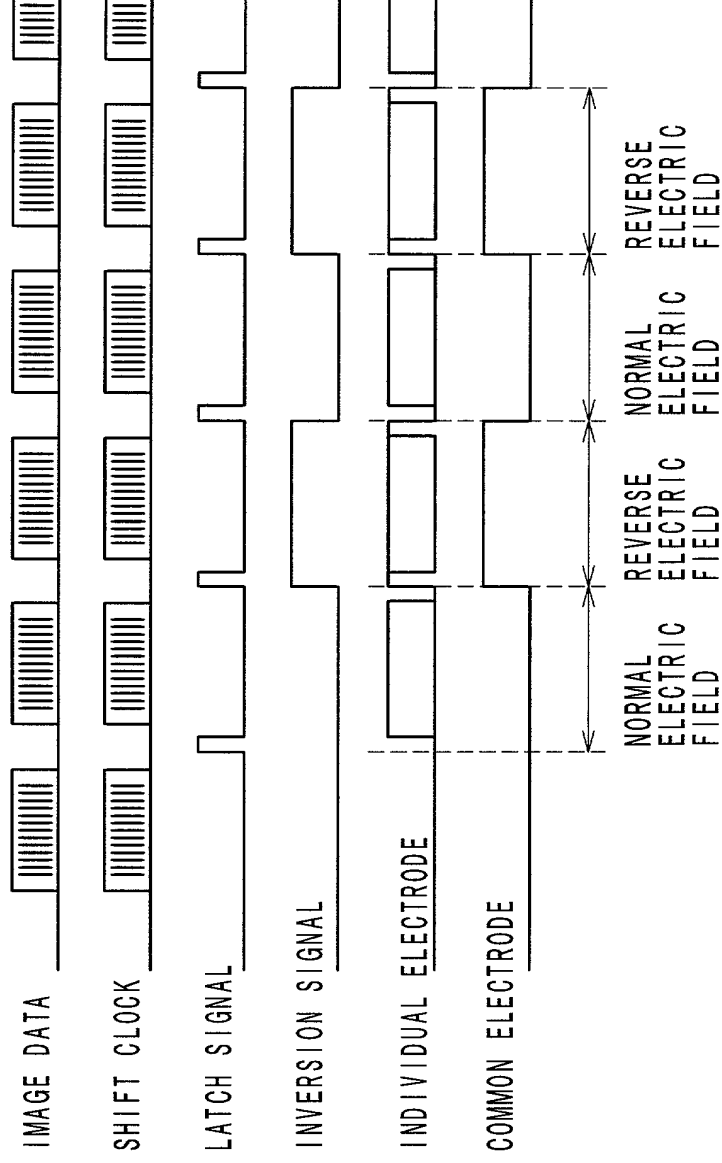 IMAGE DATA
SHIFT CLOCK
LATCH SIGNAL
INVERSION SIGNAL
INDIVIDUAL ELECTRODE
COMMON ELECTRODE
NORMAL
ELECTRIC
FIELD
REVERSE
ELECTRIC
FIELD
NORMAL
ELECTRIC
FIELD
REVERSE
ELECTRIC
FIELD